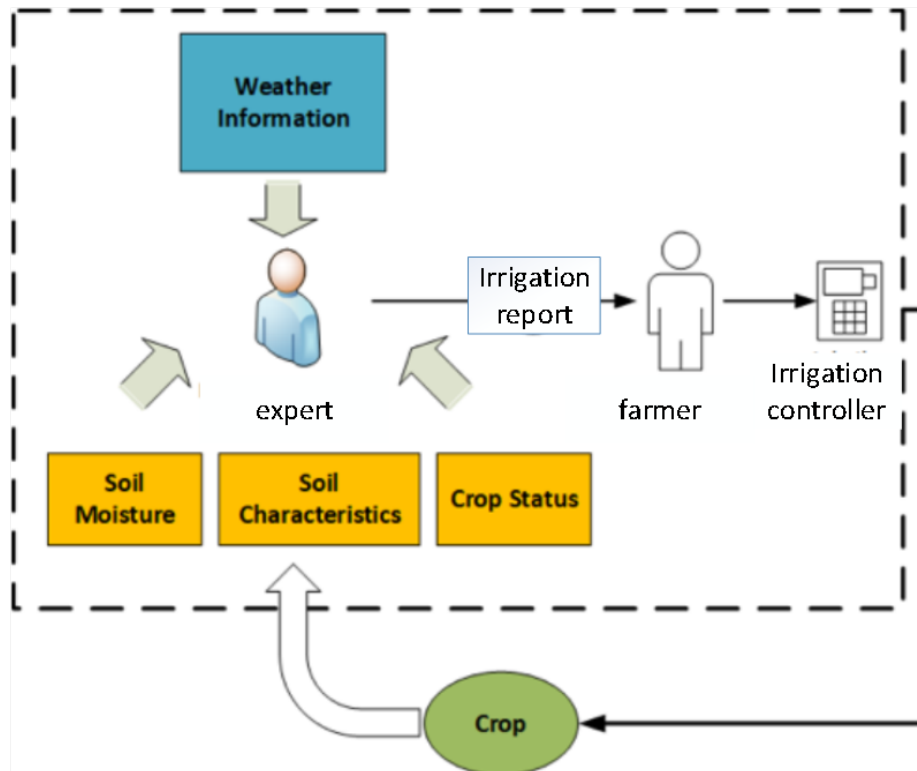 Weather
Information
Irrigation
report
expert
farmer
Irrigation
controller
Soil
Moisture
Soil
Characteristics
Crop Status
Crop